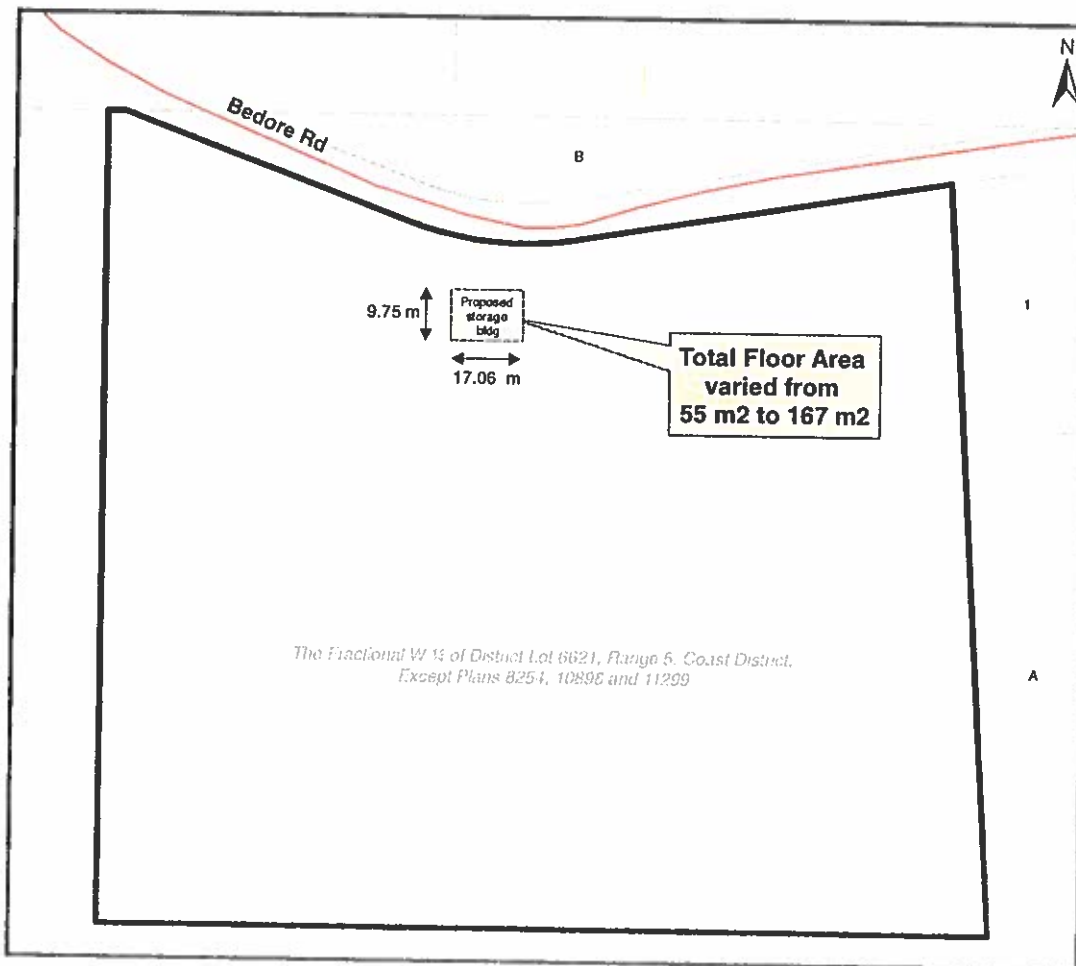 N
Bedore Rd
B
9.75 m
Proposed
storage
bldg
17.06 m
1
Total Floor Area
varied from
55 m2 to 167 m2
The Fractional W ½ of District Lot 6621, Range 5, Coast District,
Except Plans 8254, 10898 and 11299
A